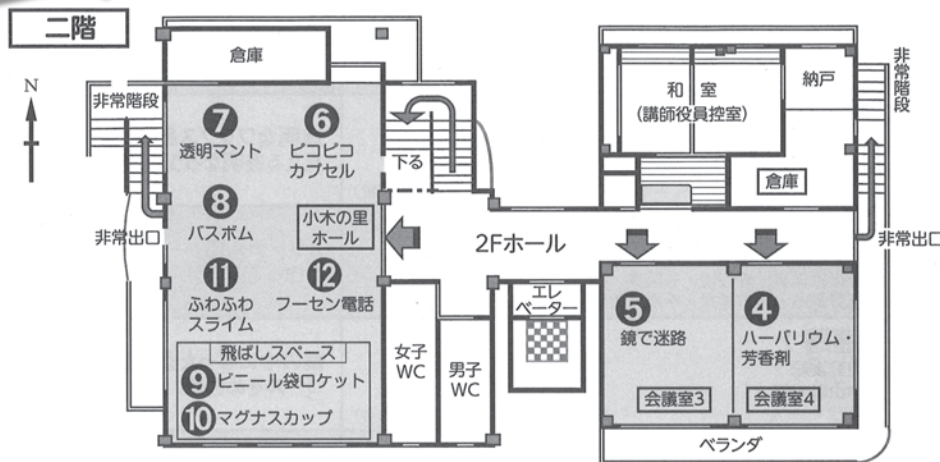 二階
N
倉庫
非常階段
7
透明マント
6
ピコピコ
カプセル
下る
8
バスボム
小木の里
ホール
非常出口
11
ふわふわ
スライム
12
フーセン電話
飛ばしスペース
9 ビニール袋ロケット
10 マグナスカップ
女子
WC
男子
WC
2Fホール
エレ
ベーター
和室
(講師役員控室)
納戸
倉庫
非常階段
非常出口
5
鏡で迷路
会議室3
4
ハーバリウム・
芳香剤
会議室4
ベランダ